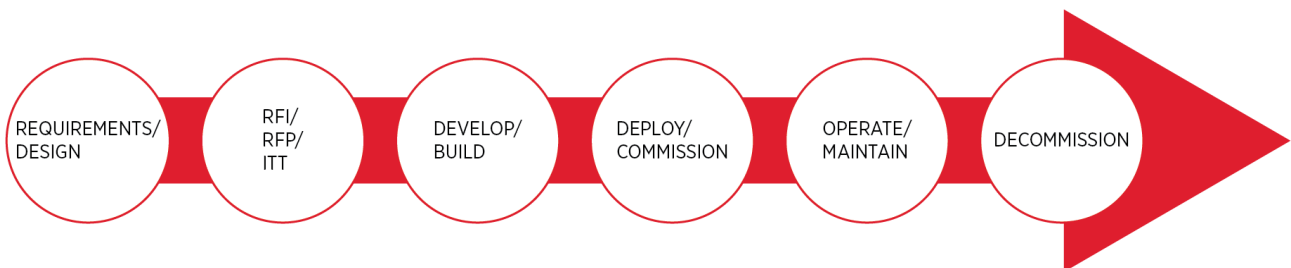 REQUIREMENTS/
DESIGN
RFI/
RFP/
ITT
DEVELOP/
BUILD
DEPLOY/
COMMISSION
OPERATE/
MAINTAIN
DECOMMISSION